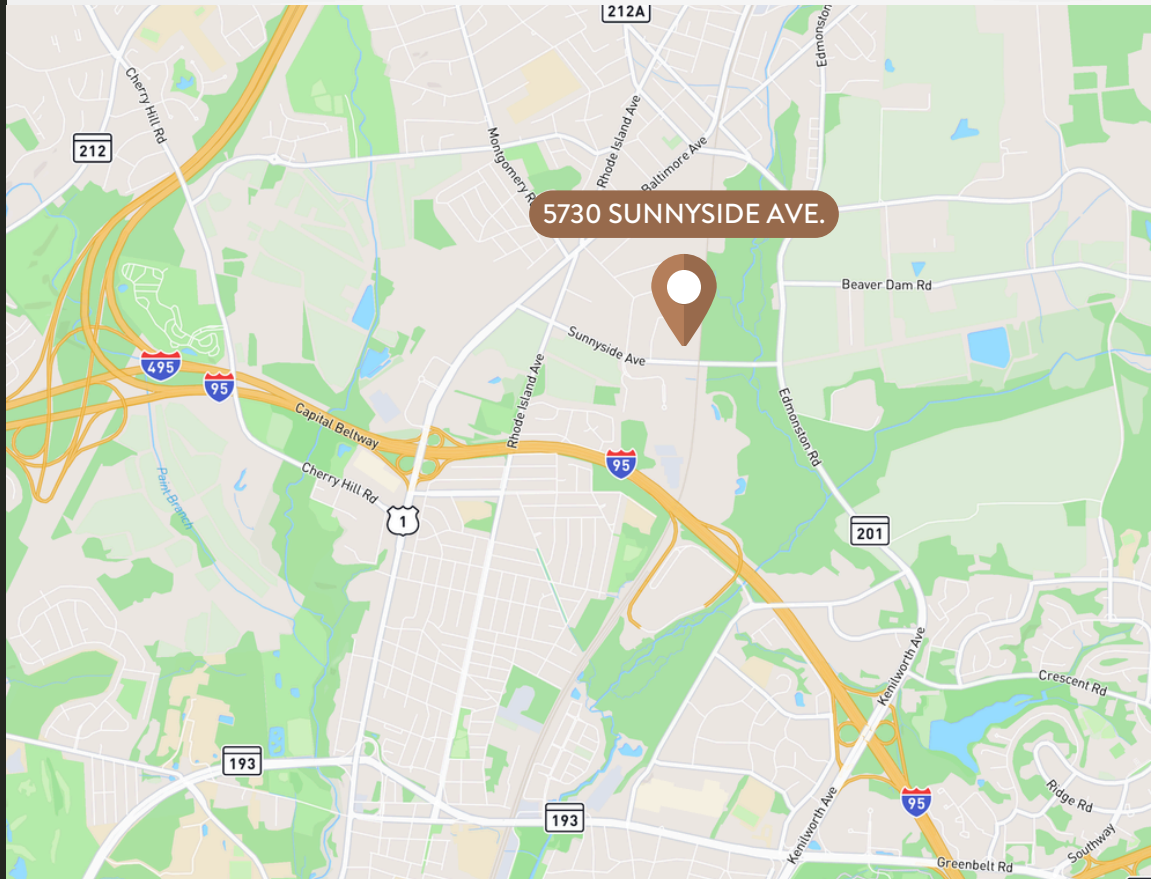 212A
Edmonston
Cherry Hill Rd
212
Montgomery R
Rhode Island Ave
Baltimore Ave
5730 SUNNYSIDE AVE.
Beaver Dam Rd
Sunnyside Ave
495
95
Rhode Island Ave
Capital Beltway
Edmonston Rd
95
Cherry Hill Rd
Paint Branch
1
201
Kenilworth Ave
Crescent Rd
193
Ridge Rd
95
193
Kenilworth Ave
Southway
Greenbelt Rd